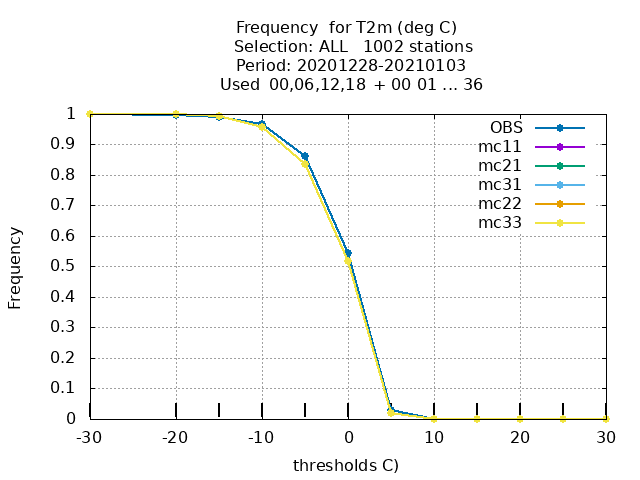 Frequency  for T2m (deg C)
Selection: ALL   1002 stations
Period: 20201228-20210103
Used  00,06,12,18  + 00 01 ... 36
1
0.9
0.8
0.7
0.6
0.5
0.4
0.3
0.2
0.1
0
Frequency
OBS
mc11
mc21
mc31
mc22
mc33
-30 -20 -10 0 10 20 30
thresholds C)